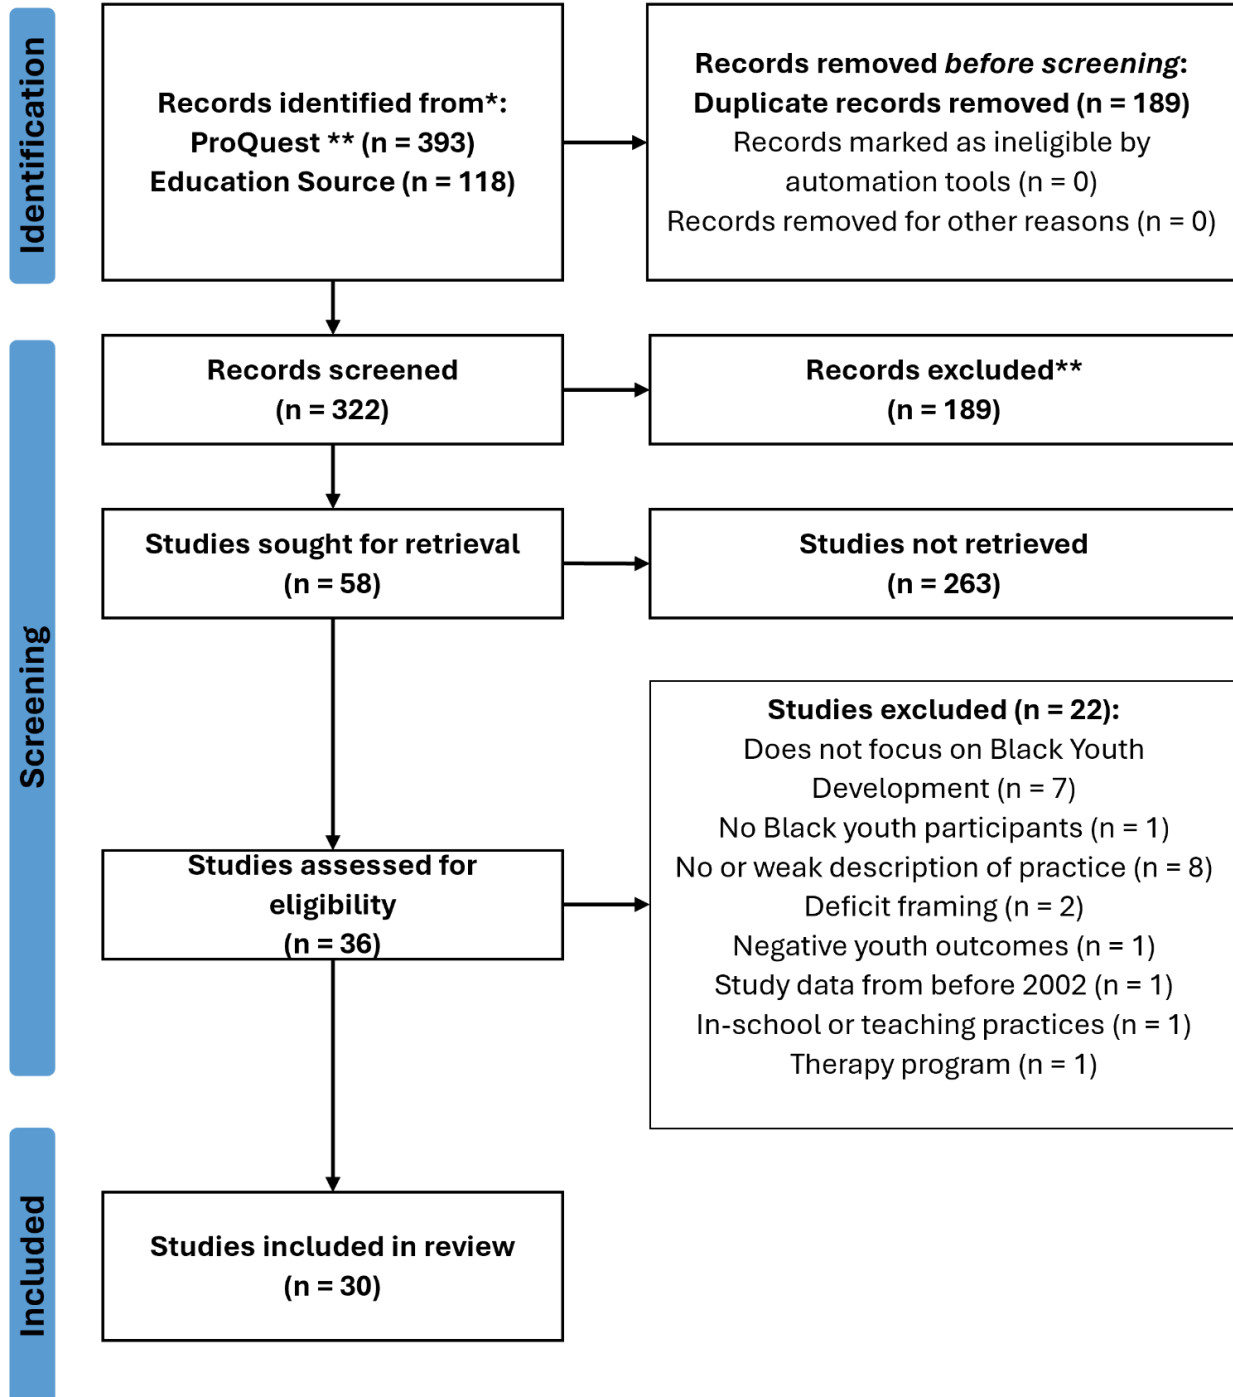 Identification
Records identified from*:
ProQuest ** (n = 393)
Education Source (n = 118)
Records removed before screening:
Duplicate records removed (n = 189)
Records marked as ineligible by
automation tools (n = 0)
Records removed for other reasons (n = 0)
Screening
Records screened
(n = 322)
Records excluded**
(n = 189)
Studies sought for retrieval
(n = 58)
Studies not retrieved
(n = 263)
Studies assessed for
eligibility
(n = 36)
Studies excluded (n = 22):
Does not focus on Black Youth
Development (n = 7)
No Black youth participants (n = 1)
No or weak description of practice (n = 8)
Deficit framing (n = 2)
Negative youth outcomes (n = 1)
Study data from before 2002 (n = 1)
In-school or teaching practices (n = 1)
Therapy program (n = 1)
Included
Studies included in review
(n = 30)